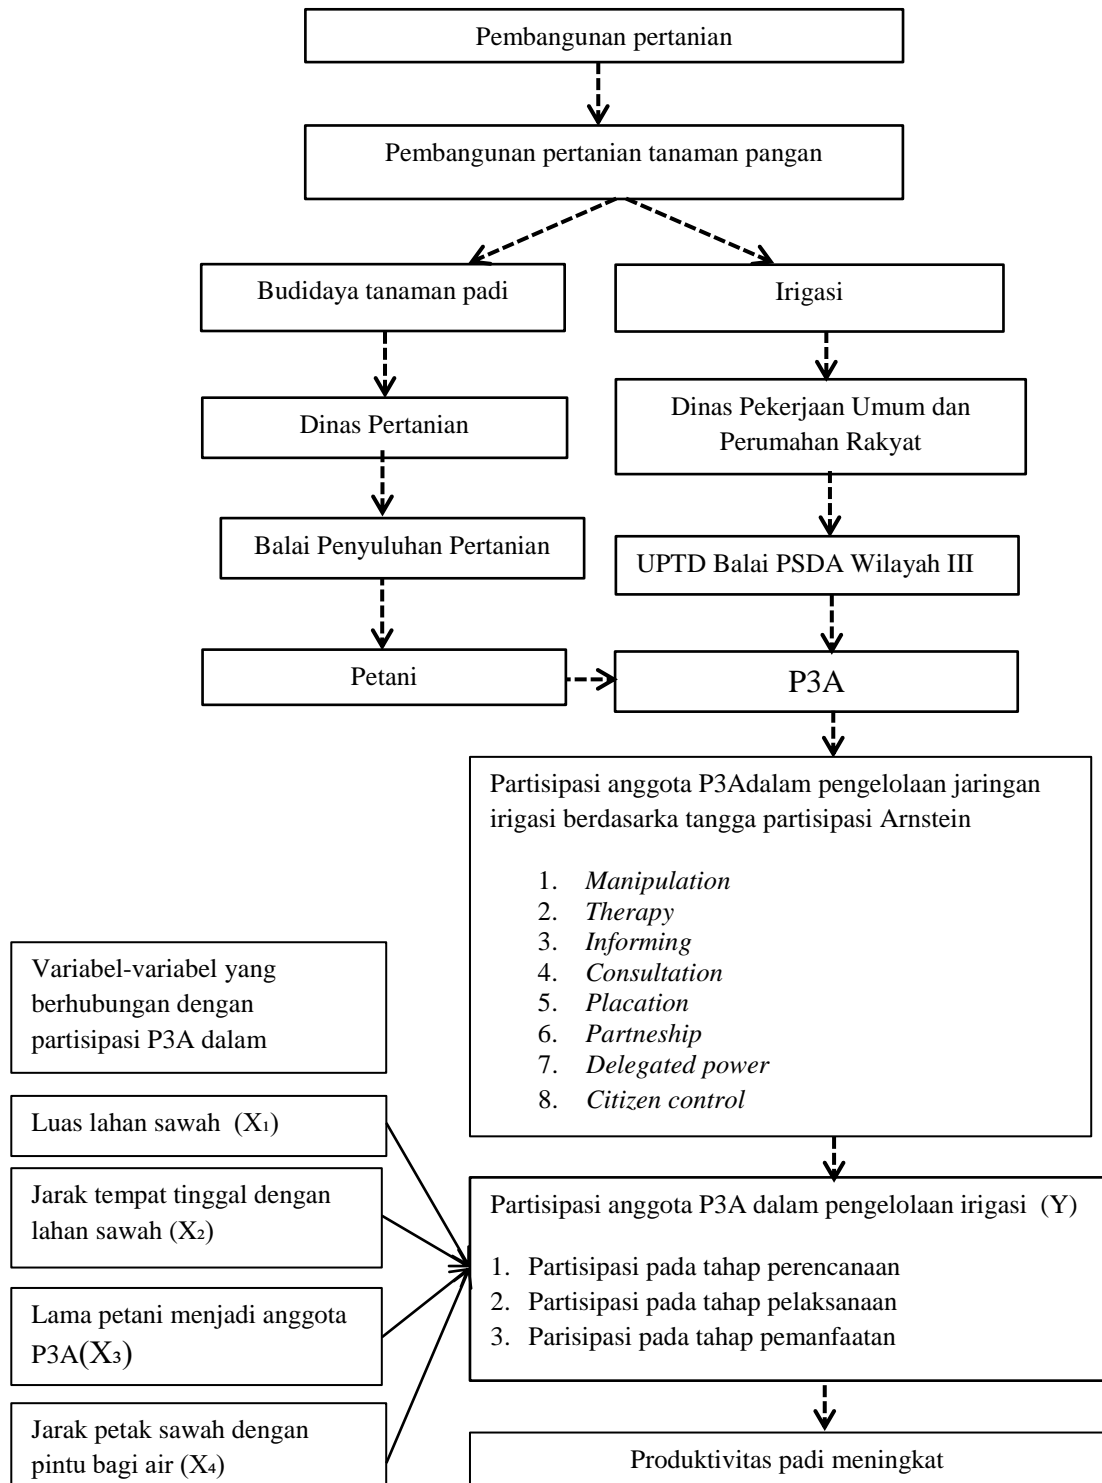 Pembangunan pertanian
Pembangunan pertanian tanaman pangan
Budidaya tanaman padi
Irigasi
Dinas Pertanian
Dinas Pekerjaan Umum dan
Perumahan Rakyat
Balai Penyuluhan Pertanian
UPTD Balai PSDA Wilayah III
Petani
P3A
Partisipasi anggota P3Adalam pengelolaan jaringan
irigasi berdasarka tangga partisipasi Arnstein
1. Manipulation
2. Therapy
3. Informing
4. Consultation
5. Placation
6. Partneship
7. Delegated power
8. Citizen control
Variabel-variabel yang
berhubungan dengan
partisipasi P3A dalam
Luas lahan sawah (X₁)
Jarak tempat tinggal dengan
lahan sawah (X₂)
Lama petani menjadi anggota
P3A(X₃)
Jarak petak sawah dengan
pintu bagi air (X₄)
Partisipasi anggota P3A dalam pengelolaan irigasi (Y)
1. Partisipasi pada tahap perencanaan
2. Partisipasi pada tahap pelaksanaan
3. Parisipasi pada tahap pemanfaatan
Produktivitas padi meningkat